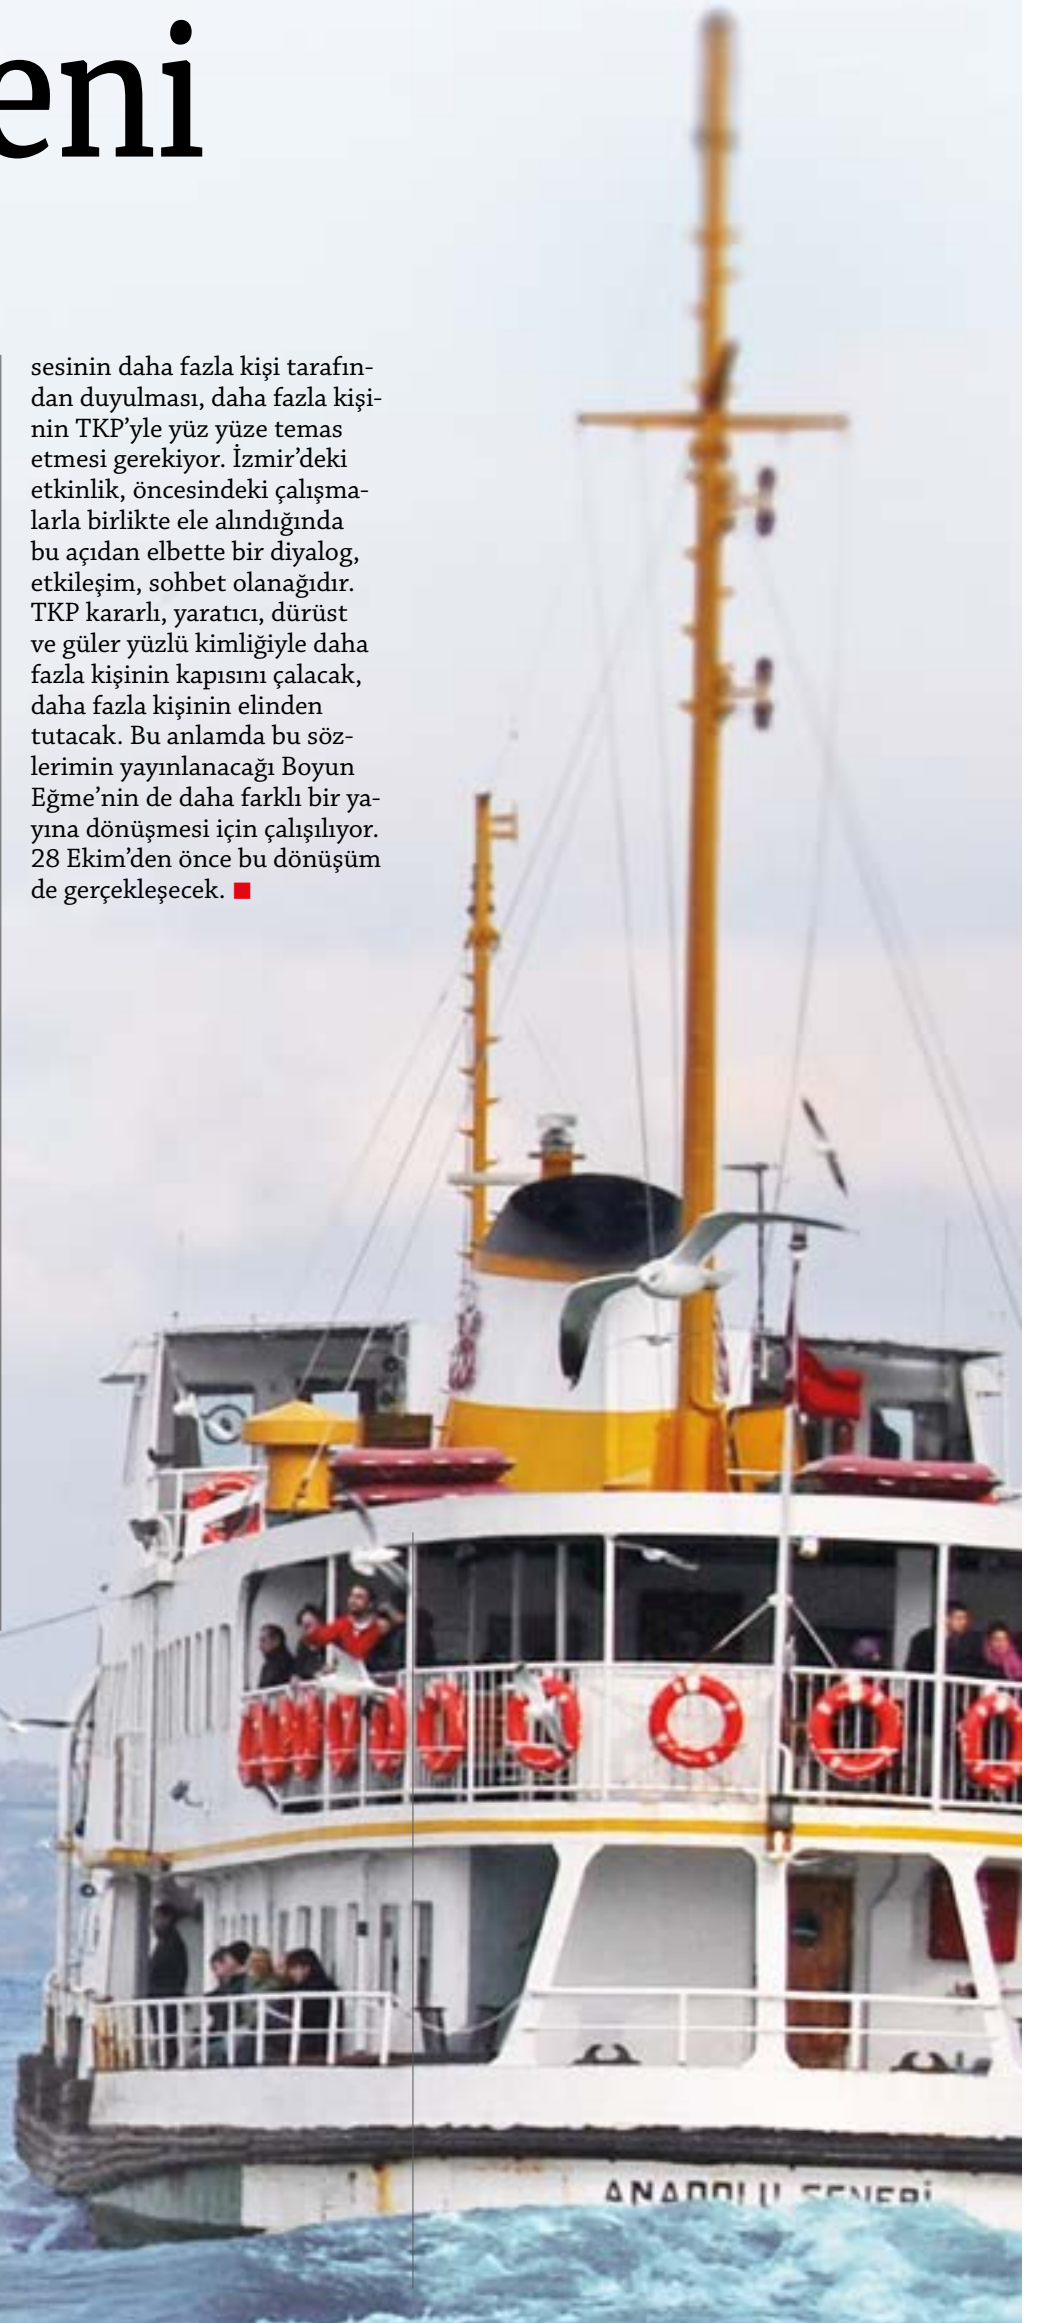 eni
sesinin daha fazla kişi tarafın-
dan duyulması, daha fazla kişi-
nin TKP’yle yüz yüze temas
etmesi gerekiyor. İzmir’deki
etkinlik, öncesindeki çalışma-
larla birlikte ele alındığında
bu açıdan elbette bir diyalog,
etkileşim, sohbet olanağıdır.
TKP kararlı, yaratıcı, dürüst
ve güler yüzlü kimliğiyle daha
fazla kişinin kapısını çalacak,
daha fazla kişinin elinden
tutacak. Bu anlamda bu söz-
lerimin yayınlanacağı Boyun
Eğme’nin de daha farklı bir ya-
yına dönüşmesi için çalışılıyor.
28 Ekim’den önce bu dönüşüm
de gerçekleşecek.
ANADOLU FENERİ